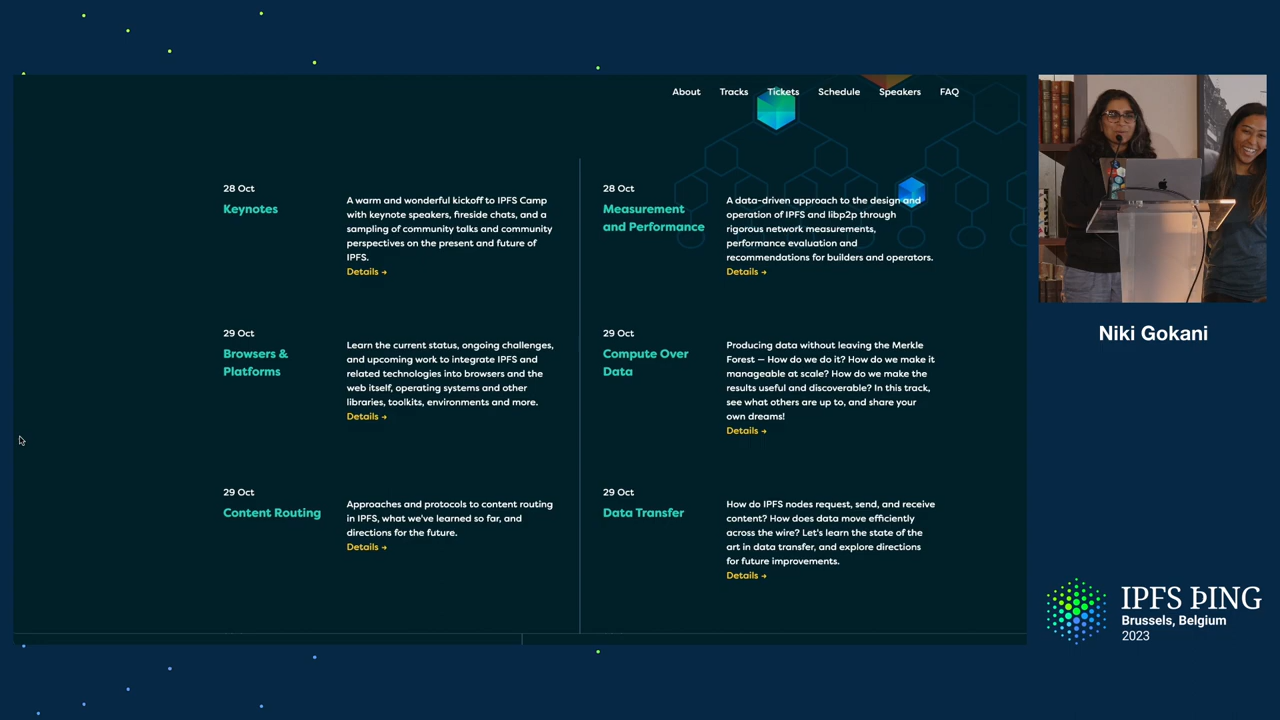 About Tracks Tickets Schedule Speakers FAQ
28 Oct
Keynotes
A warm and wonderful kickoff to IPFS Camp
with keynote speakers, fireside chats, and a
sampling of community talks and community
perspectives on the present and future of
IPFS.
Details →
28 Oct
Measurement
and Performance
A data-driven approach to the design and
operation of IPFS and libp2p through
rigorous network measurements,
performance evaluation and
recommendations for builders and operators.
Details →
29 Oct
Browsers &
Platforms
Learn the current status, ongoing challenges,
and upcoming work to integrate IPFS and
related technologies into browsers and the
web itself, operating systems and other
libraries, toolkits, environments and more.
Details →
29 Oct
Compute Over
Data
Producing data without leaving the Merkle
Forest — How do we do it? How do we make it
manageable at scale? How do we make the
results useful and discoverable? In this track,
see what others are up to, and share your
own dreams!
Details →
29 Oct
Content Routing
Approaches and protocols to content routing
in IPFS, what we've learned so far, and
directions for the future.
Details →
29 Oct
Data Transfer
How do IPFS nodes request, send, and receive
content? How does data move efficiently
across the wire? Let's learn the state of the
art in data transfer, and explore directions
for future improvements.
Details →
Niki Gokani
IPFS ÞING
Brussels, Belgium
2023